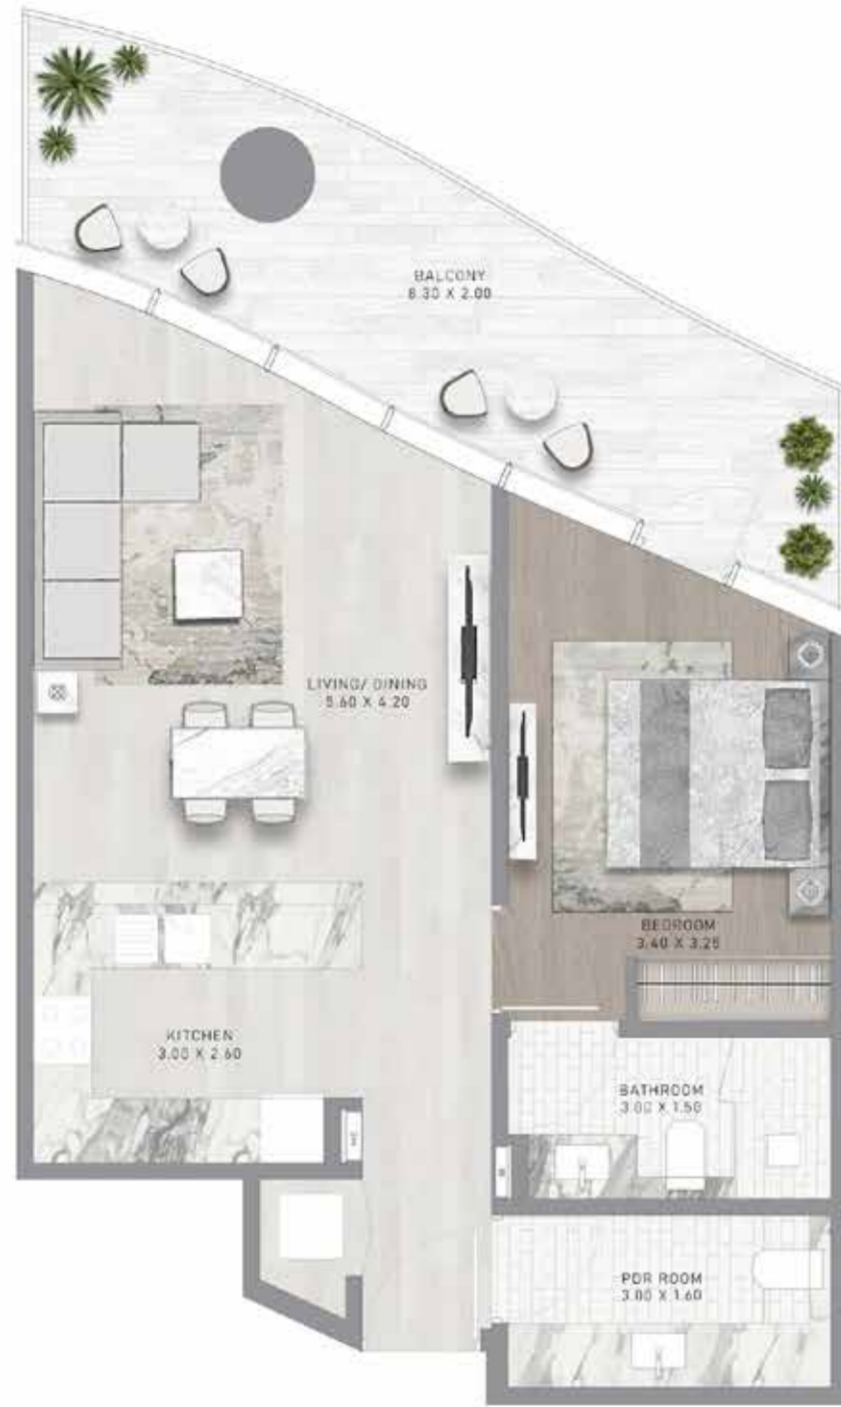 BALCONY
8.30 X 2.00
LIVING/ DINING
5.60 X 4.20
BEDROOM
3.40 X 3.25
KITCHEN
3.00 X 2.60
BATHROOM
3.00 X 1.50
PDR ROOM
3.00 X 1.60